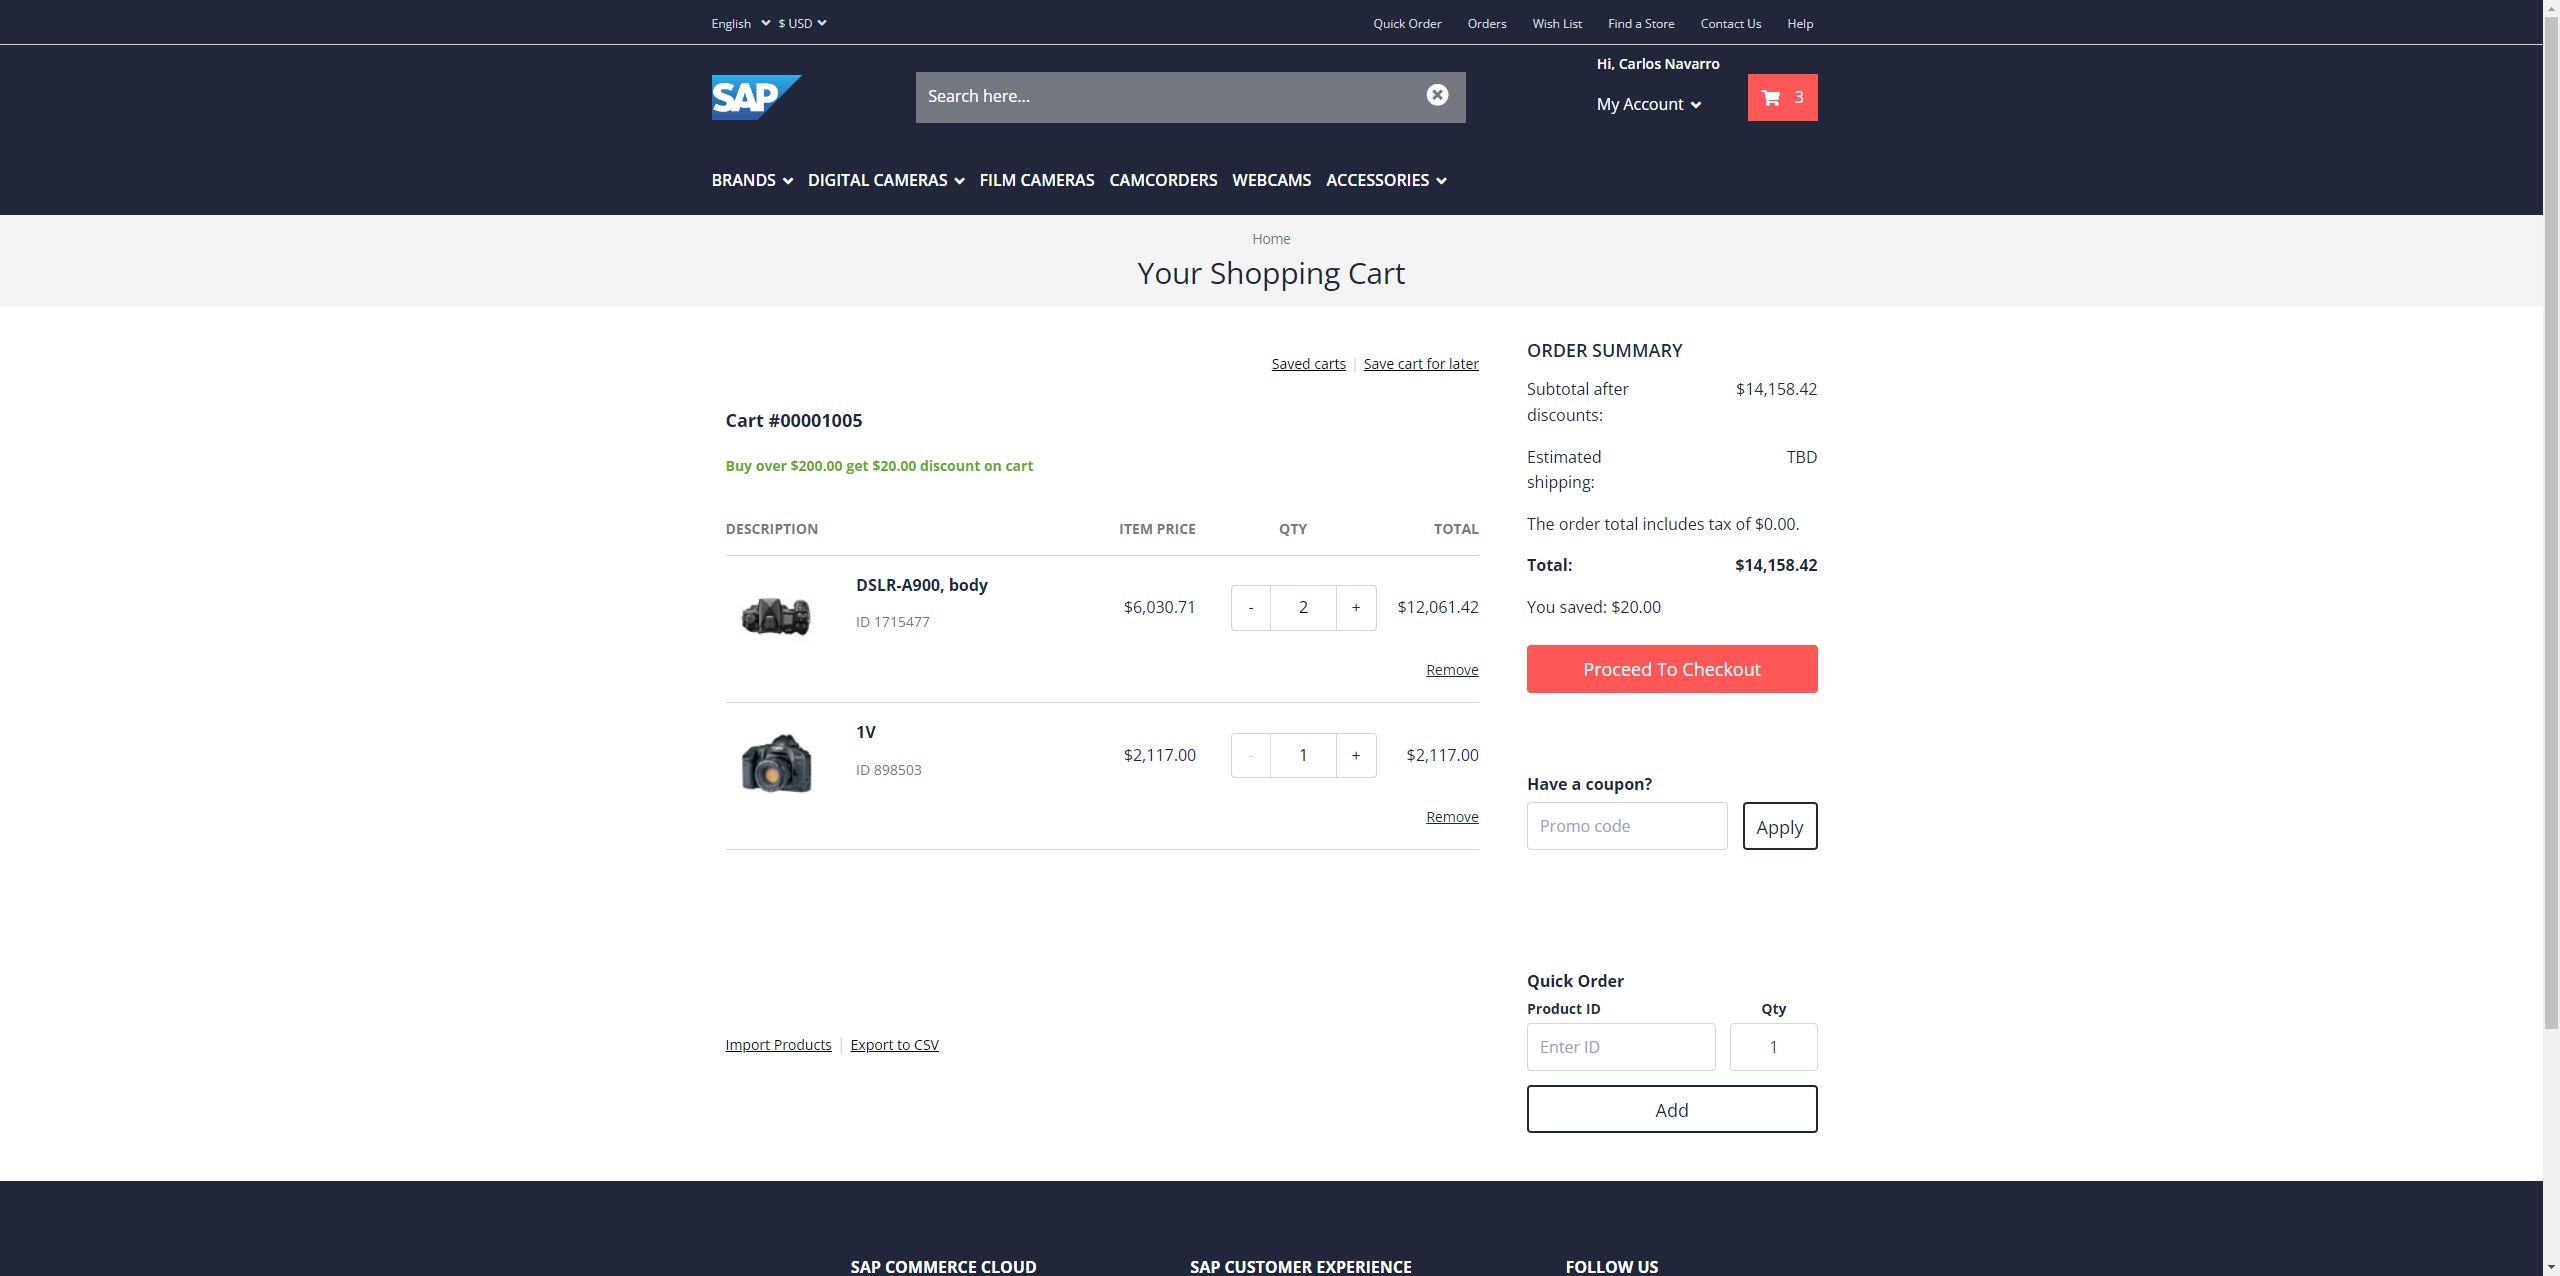 English $ USD Quick Order Orders Wish List Find a Store Contact Us Help
Hi, Carlos Navarro
SAP Search here... My Account 3
BRANDS DIGITAL CAMERAS FILM CAMERAS CAMCORDERS WEBCAMS ACCESSORIES
Home
Your Shopping Cart
Saved carts | Save cart for later
Cart #00001005
Buy over $200.00 get $20.00 discount on cart
DESCRIPTION ITEM PRICE QTY TOTAL
DSLR-A900, body
ID 1715477
$6,030.71 - 2 + $12,061.42
Remove
1V
ID 898503
$2,117.00 - 1 + $2,117.00
Remove
Import Products | Export to CSV
ORDER SUMMARY
Subtotal after
discounts:
$14,158.42
Estimated
shipping:
TBD
The order total includes tax of $0.00.
Total: $14,158.42
You saved: $20.00
Proceed To Checkout
Have a coupon?
Promo code Apply
Quick Order
Product ID Qty
Enter ID 1
Add
SAP COMMERCE CLOUD SAP CUSTOMER EXPERIENCE FOLLOW US